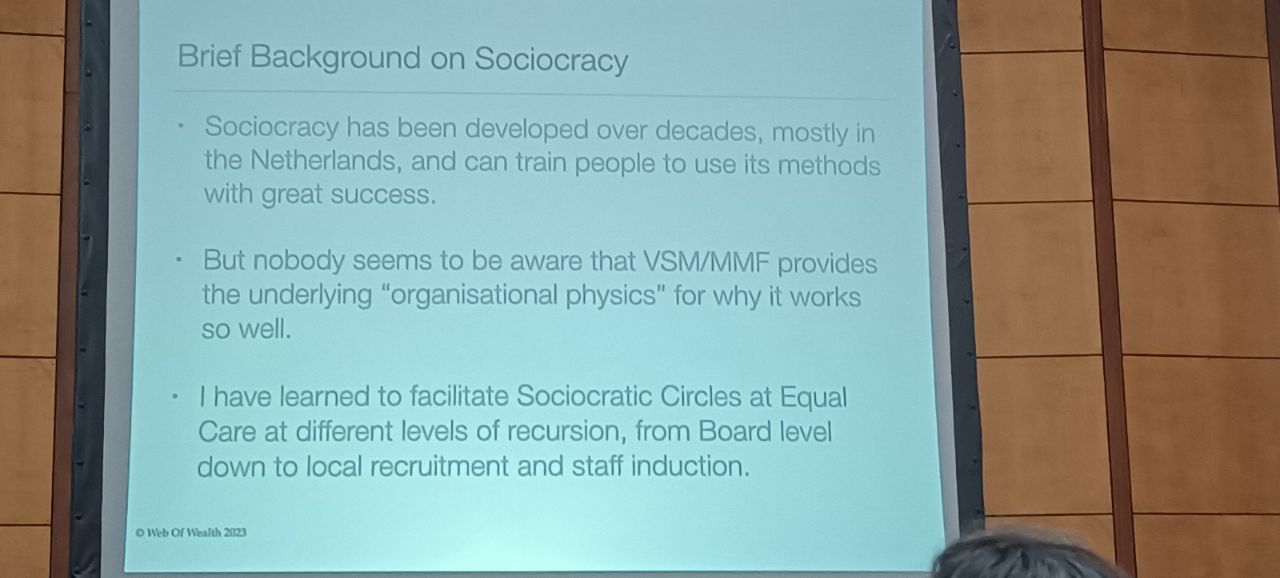 Brief Background on Sociocracy
· Sociocracy has been developed over decades, mostly in
the Netherlands, and can train people to use its methods
with great success.
· But nobody seems to be aware that VSM/MMF provides
the underlying “organisational physics” for why it works
so well.
· I have learned to facilitate Sociocratic Circles at Equal
Care at different levels of recursion, from Board level
down to local recruitment and staff induction.
© Web Of Wealth 2023